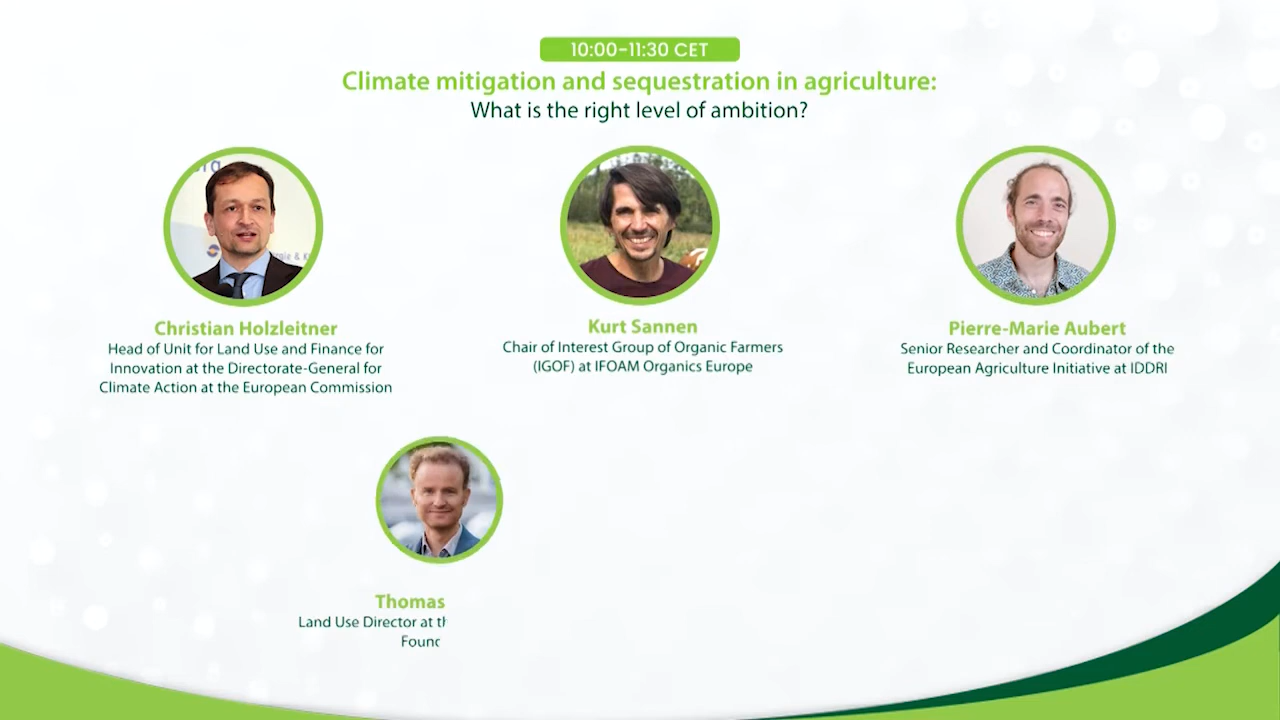 10:00-11:30 CET
Climate mitigation and sequestration in agriculture:
What is the right level of ambition?
Christian Holzleitner
Head of Unit for Land Use and Finance for
Innovation at the Directorate-General for
Climate Action at the European Commission
Kurt Sannen
Chair of Interest Group of Organic Farmers
(IGOF) at IFOAM Organics Europe
Pierre-Marie Aubert
Senior Researcher and Coordinator of the
European Agriculture Initiative at IDDRI
Thomas
Land Use Director at